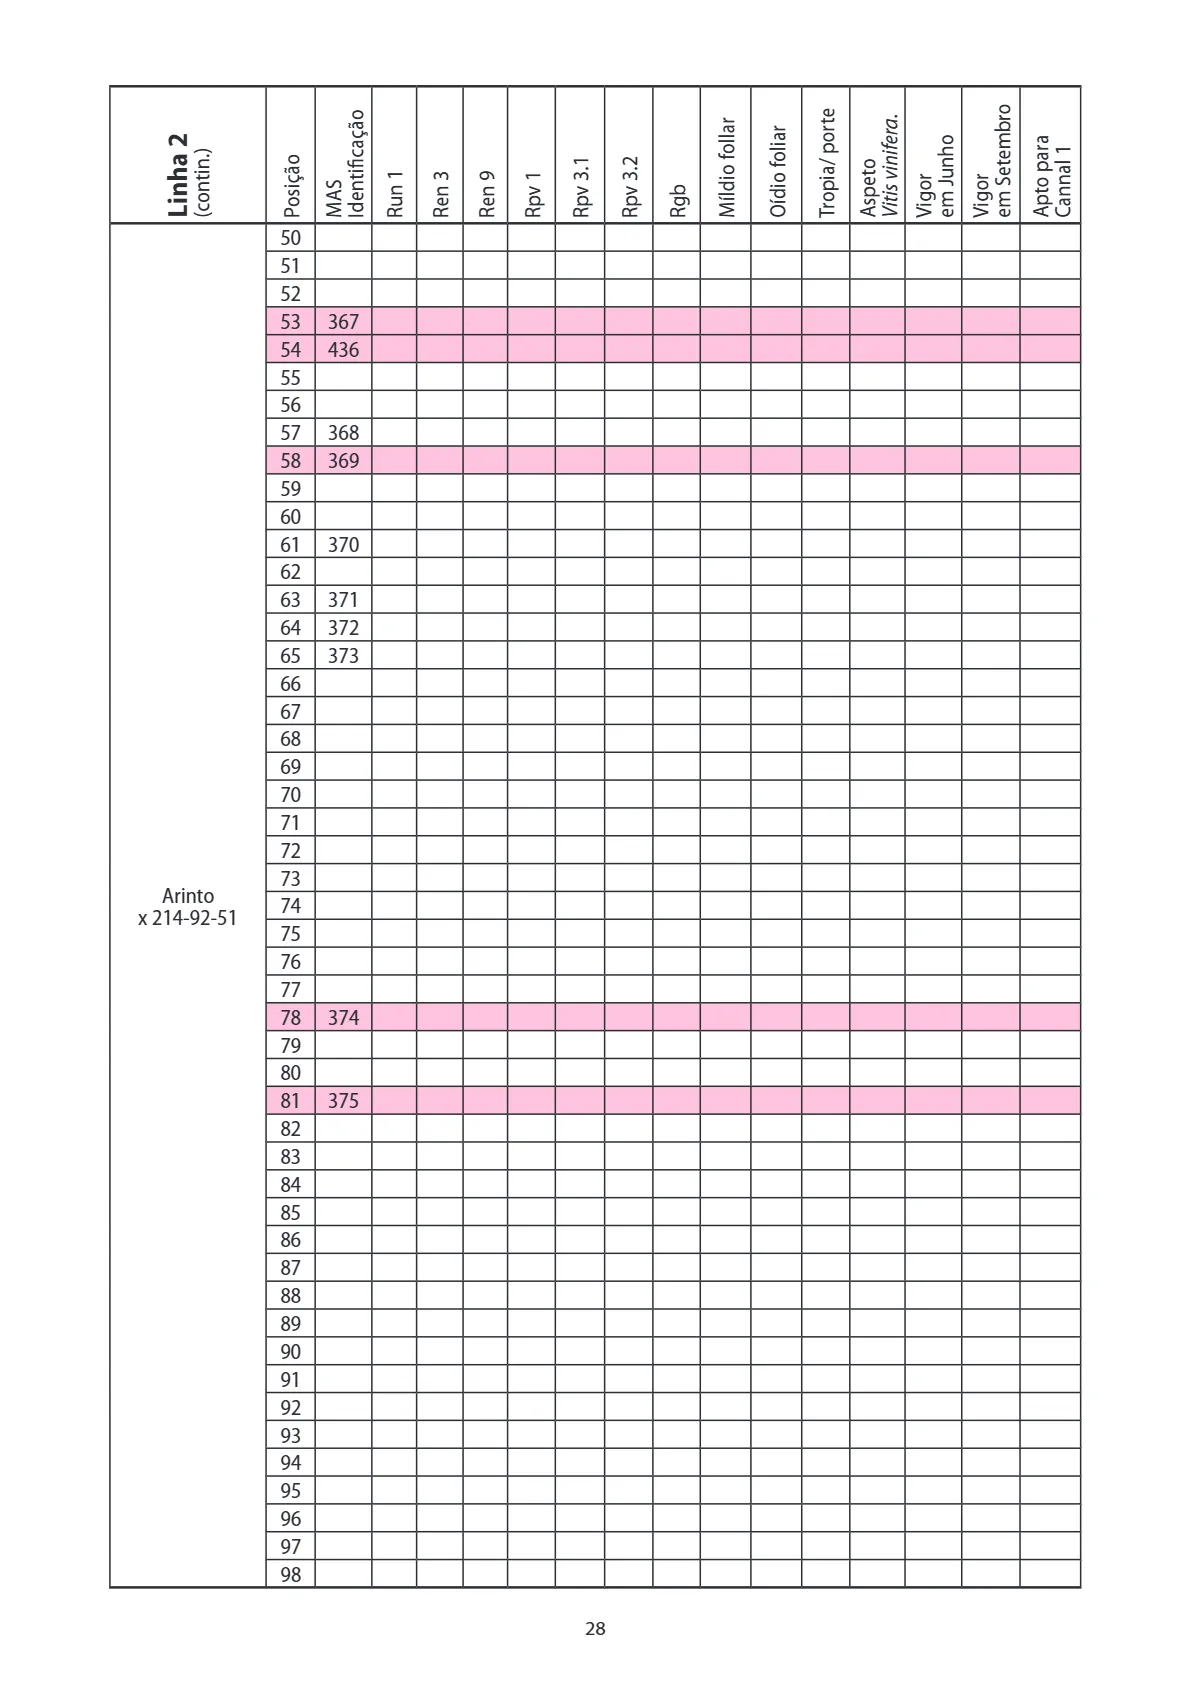 Linha 2
(contin.)
Posição
MAS
Identificação
Run 1
Ren 3
Ren 9
Rpv 1
Rpv 3.1
Rpv 3.2
Rgb
Míldio follar
Oídio foliar
Tropia/ porte
Aspeto
Vitis vinifera.
Vigor
em Junho
Vigor
em Setembro
Apto para
Cannal 1
50
51
52
53 367
54 436
55
56
57 368
58 369
59
60
61 370
62
63 371
64 372
65 373
66
67
68
69
70
71
72
73
Arinto
x 214-92-51
74
75
76
77
78 374
79
80
81 375
82
83
84
85
86
87
88
89
90
91
92
93
94
95
96
97
98
28